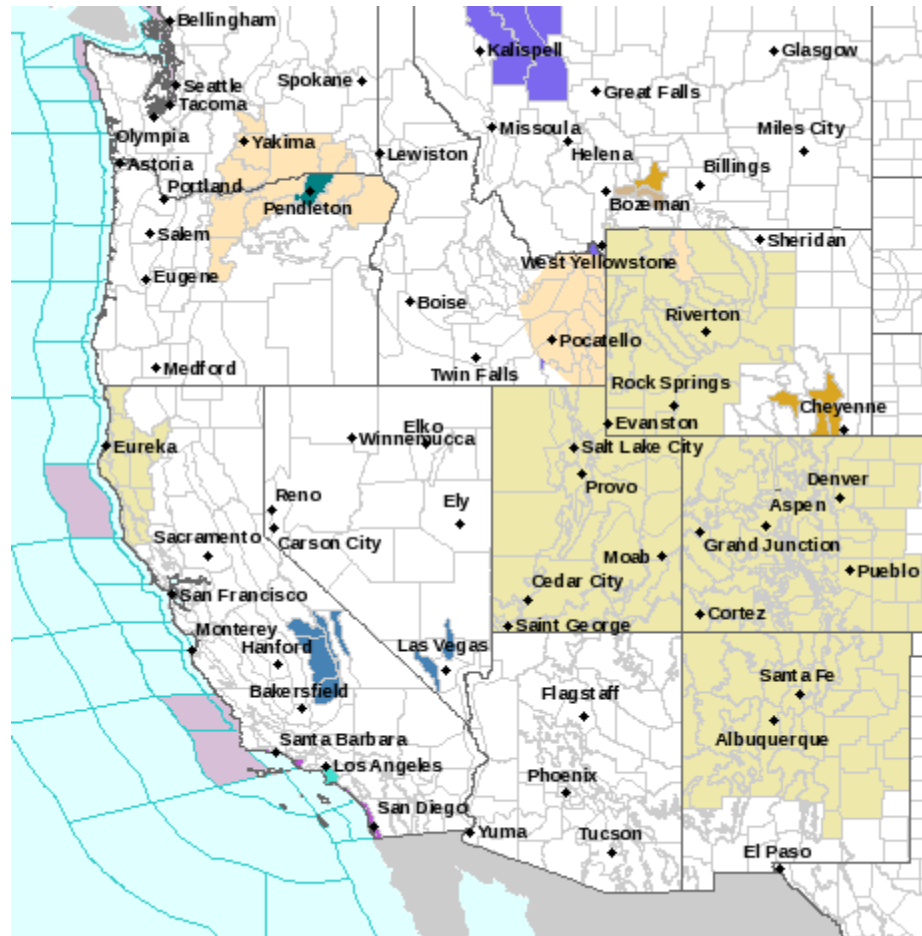 Bellingham
Kalispell
Glasgow
Spokane
Seattle
Great Falls
Tacoma
Olympia
Missoula
Miles City
Yakima
Helena
Lewiston
Astoria
Billings
Portland
Pendleton
Bozeman
Salem
Sheridan
West Yellowstone
Eugene
Boise
Riverton
Pocatello
Medford
Twin Falls
Rock Springs
Cheyenne
Elko
Evanston
Winnemucca
Eureka
Salt Lake City
Provo
Denver
Reno
Ely
Aspen
Sacramento
Carson City
Grand Junction
Moab
Pueblo
Cedar City
San Francisco
Cortez
Saint George
Monterey
Hanford
Las Vegas
Santa Fe
Bakersfield
Flagstaff
Albuquerque
Santa Barbara
Los Angeles
Phoenix
San Diego
Yuma
Tucson
El Paso